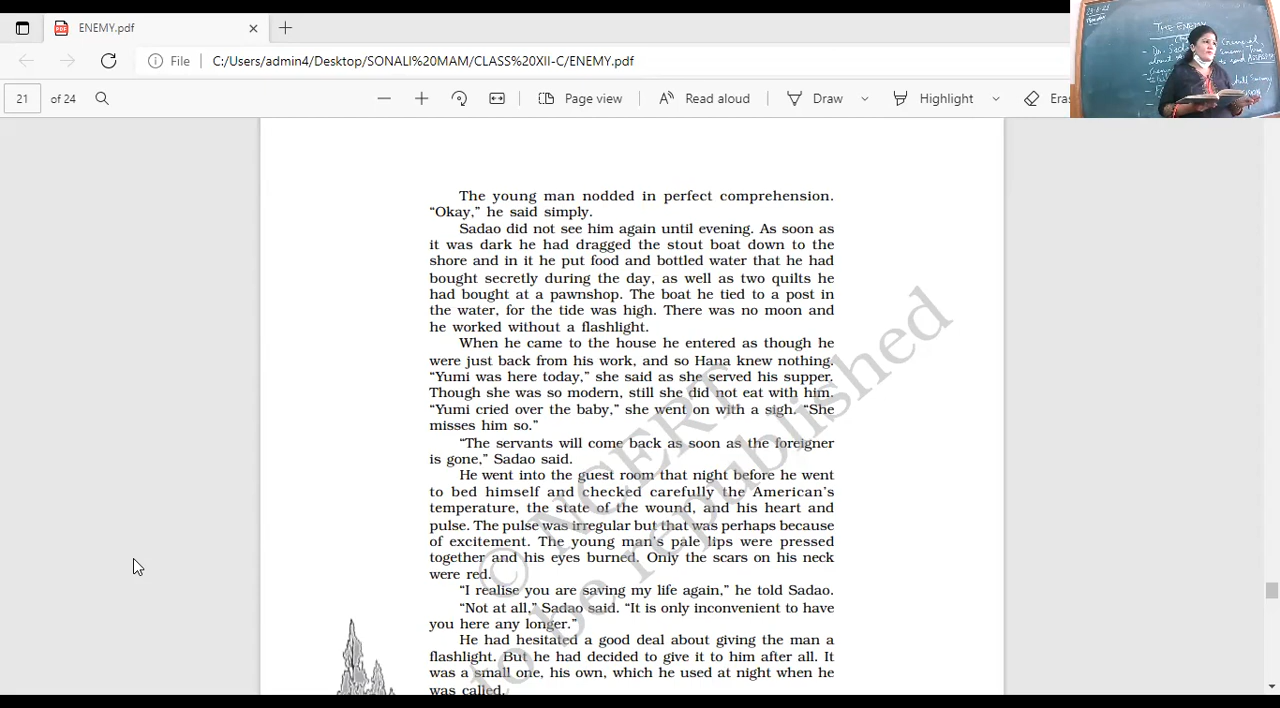 ENEMY.pdf
File C:/Users/admin4/Desktop/SONALI%20MAM/CLASS%20XII-C/ENEMY.pdf
21 of 24 Page view Read aloud Draw Highlight Eras
THE ENEMY
The young man nodded in perfect comprehension.
“Okay,” he said simply.
Sadao did not see him again until evening. As soon as
it was dark he had dragged the stout boat down to the
shore and in it he put food and bottled water that he had
bought secretly during the day, as well as two quilts he
had bought at a pawnshop. The boat he tied to a post in
the water, for the tide was high. There was no moon and
he worked without a flashlight.
When he came to the house he entered as though he
were just back from his work, and so Hana knew nothing.
“Yumi was here today,” she said as she served his supper.
Though she was so modern, still she did not eat with him.
“Yumi cried over the baby,” she went on with a sigh. “She
misses him so.”
“The servants will come back as soon as the foreigner
is gone,” Sadao said.
He went into the guest room that night before he went
to bed himself and checked carefully the American’s
temperature, the state of the wound, and his heart and
pulse. The pulse was irregular but that was perhaps because
of excitement. The young man’s pale lips were pressed
together and his eyes burned. Only the scars on his neck
were red.
“I realise you are saving my life again,” he told Sadao.
“Not at all,” Sadao said. “It is only inconvenient to have
you here any longer.”
He had hesitated a good deal about giving the man a
flashlight. But he had decided to give it to him after all. It
was a small one, his own, which he used at night when he
was called.
© NCERT
to be republished